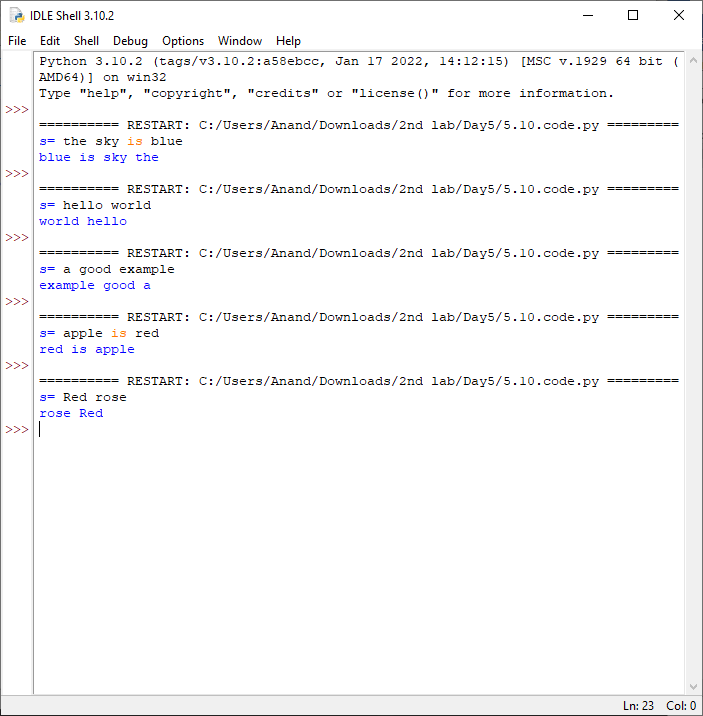 IDLE Shell 3.10.2
File Edit Shell Debug Options Window Help
Python 3.10.2 (tags/v3.10.2:a58ebcc, Jan 17 2022, 14:12:15) [MSC v.1929 64 bit (
AMD64)] on win32
Type "help", "copyright", "credits" or "license()" for more information.
>>>
========== RESTART: C:/Users/Anand/Downloads/2nd lab/Day5/5.10.code.py =========
s= the sky is blue
blue is sky the
>>>
========== RESTART: C:/Users/Anand/Downloads/2nd lab/Day5/5.10.code.py =========
s= hello world
world hello
>>>
========== RESTART: C:/Users/Anand/Downloads/2nd lab/Day5/5.10.code.py =========
s= a good example
example good a
>>>
========== RESTART: C:/Users/Anand/Downloads/2nd lab/Day5/5.10.code.py =========
s= apple is red
red is apple
>>>
========== RESTART: C:/Users/Anand/Downloads/2nd lab/Day5/5.10.code.py =========
s= Red rose
rose Red
>>>
Ln: 23 Col: 0